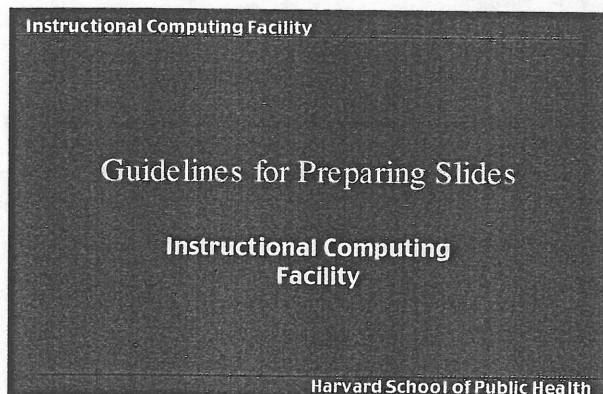 Instructional Computing Facility
Guidelines for Preparing Slides
Instructional Computing
Facility
Harvard School of Public Health